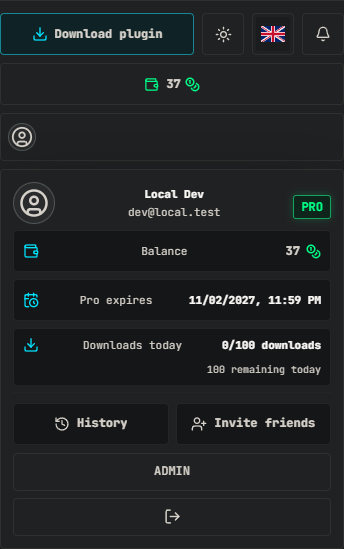 Download plugin
37
Local Dev
dev@local.test
PRO
Balance
37
Pro expires
11/02/2027, 11:59 PM
Downloads today
0/100 downloads
100 remaining today
History
Invite friends
ADMIN